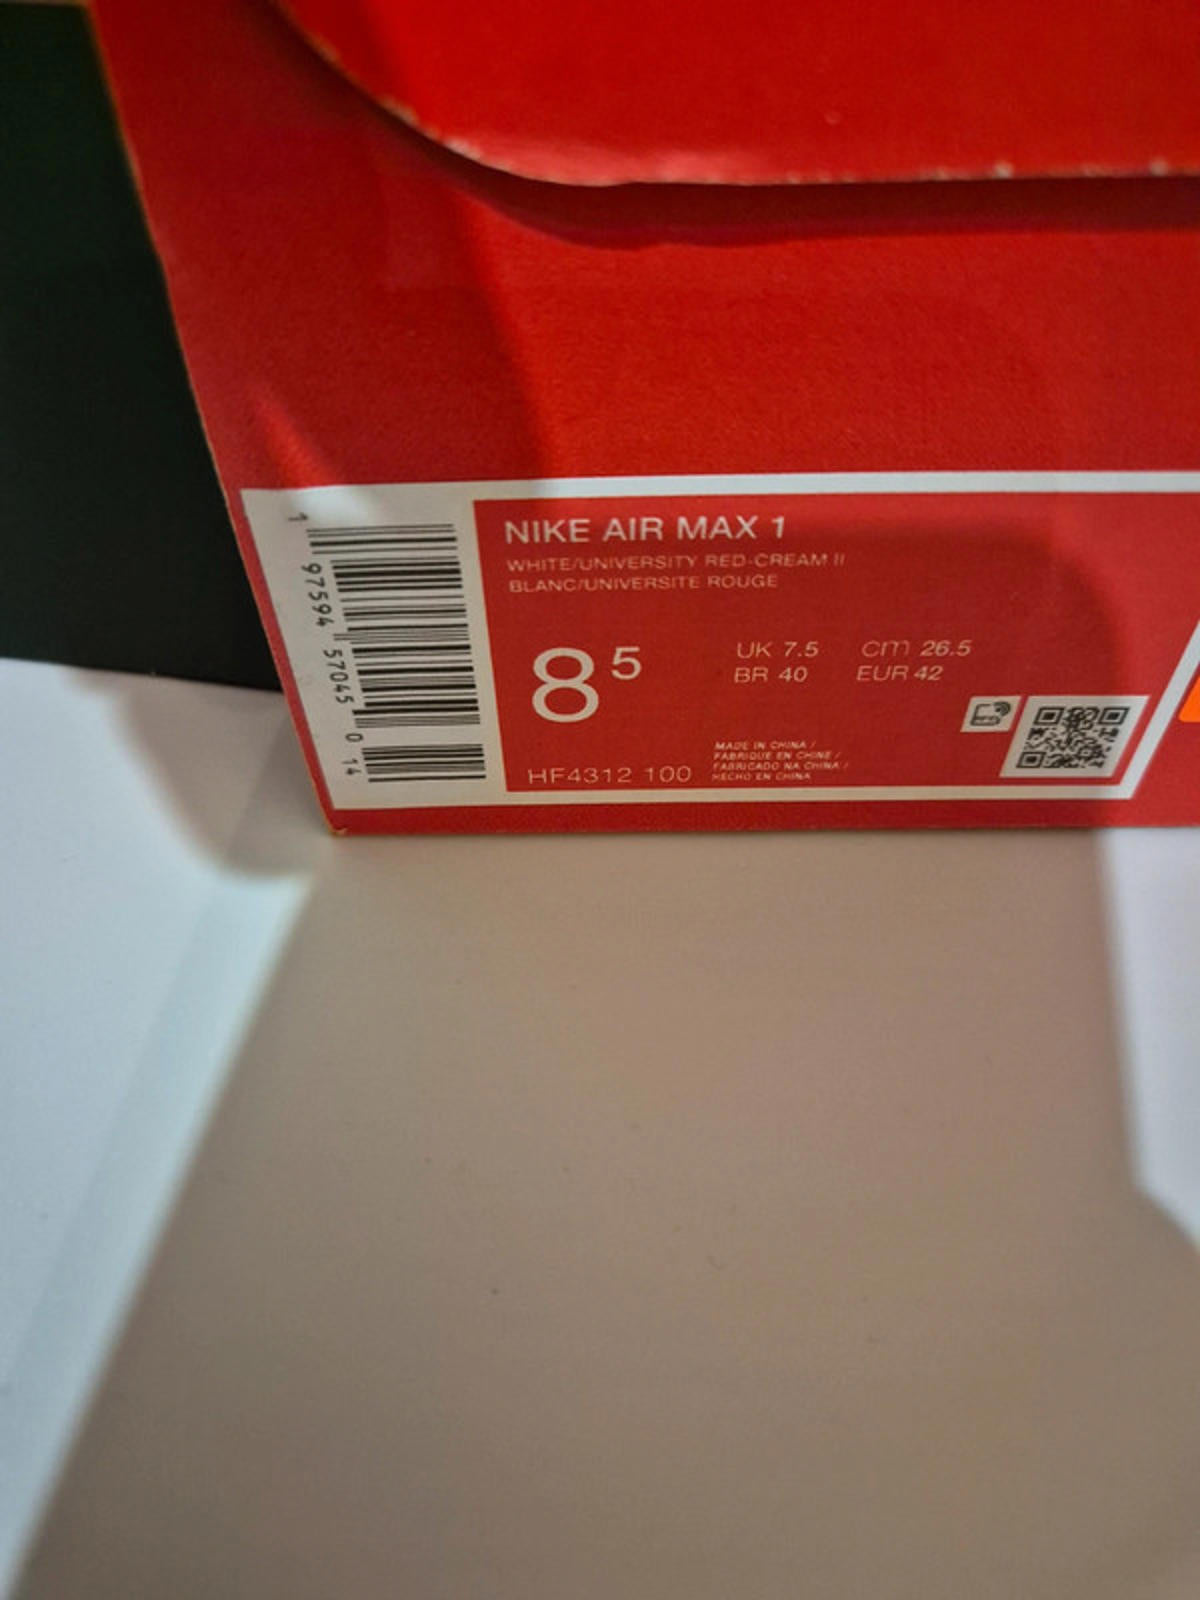 NIKE AIR MAX 1
WHITE/UNIVERSITY RED-CREAM II
BLANC/UNIVERSITE ROUGE
8 5
UK 7.5 cm 26.5
BR 40 EUR 42
MADE IN CHINA /
FABRIQUE EN CHINE /
FABRICADO NA CHINA /
HECHO EN CHINA
HF4312 100
1 97594 57045 0 14